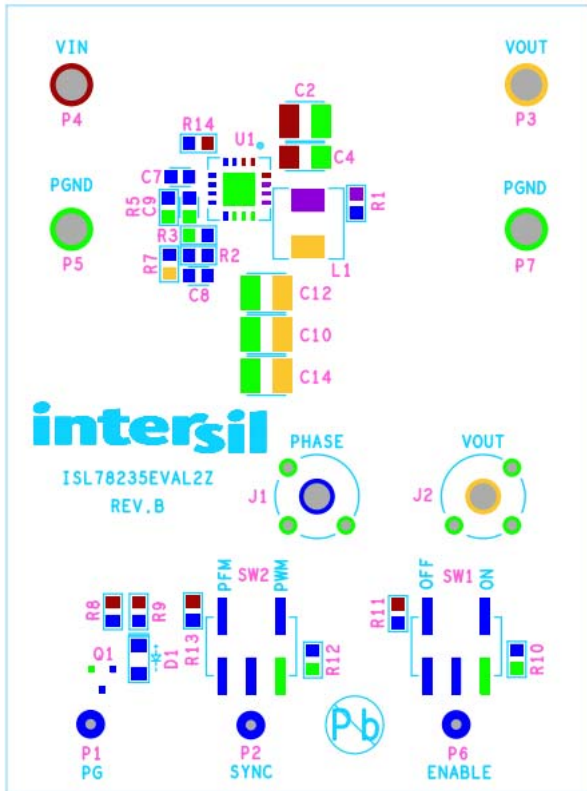 VIN
VOUT
P4
P3
C2
R14
U1
C4
C7
PGND
PGND
R5
C9
R1
R3
P5
P7
R7
R2
L1
C8
C12
C10
C14
intersil
ISL78235EVAL2Z
REV.B
PHASE
VOUT
J1
J2
PFM
SW2
PWM
OFF
SW1
ON
R8
R9
R13
R11
Q1
D1
R12
R10
Pb
P1
P2
P6
PG
SYNC
ENABLE